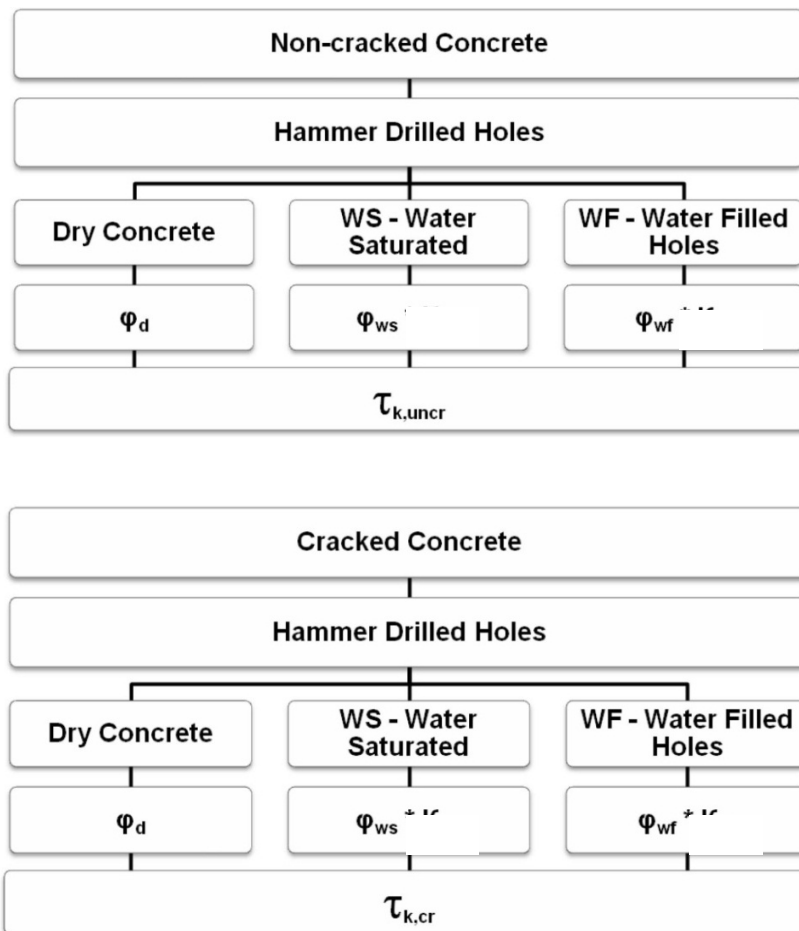 Non-cracked Concrete
Hammer Drilled Holes
Dry Concrete
WS - Water
Saturated
WF - Water Filled
Holes
φd
φws
φwf *
τk,uncr
Cracked Concrete
Hammer Drilled Holes
Dry Concrete
WS - Water
Saturated
WF - Water Filled
Holes
φd
φws *
φwf *
τk,cr